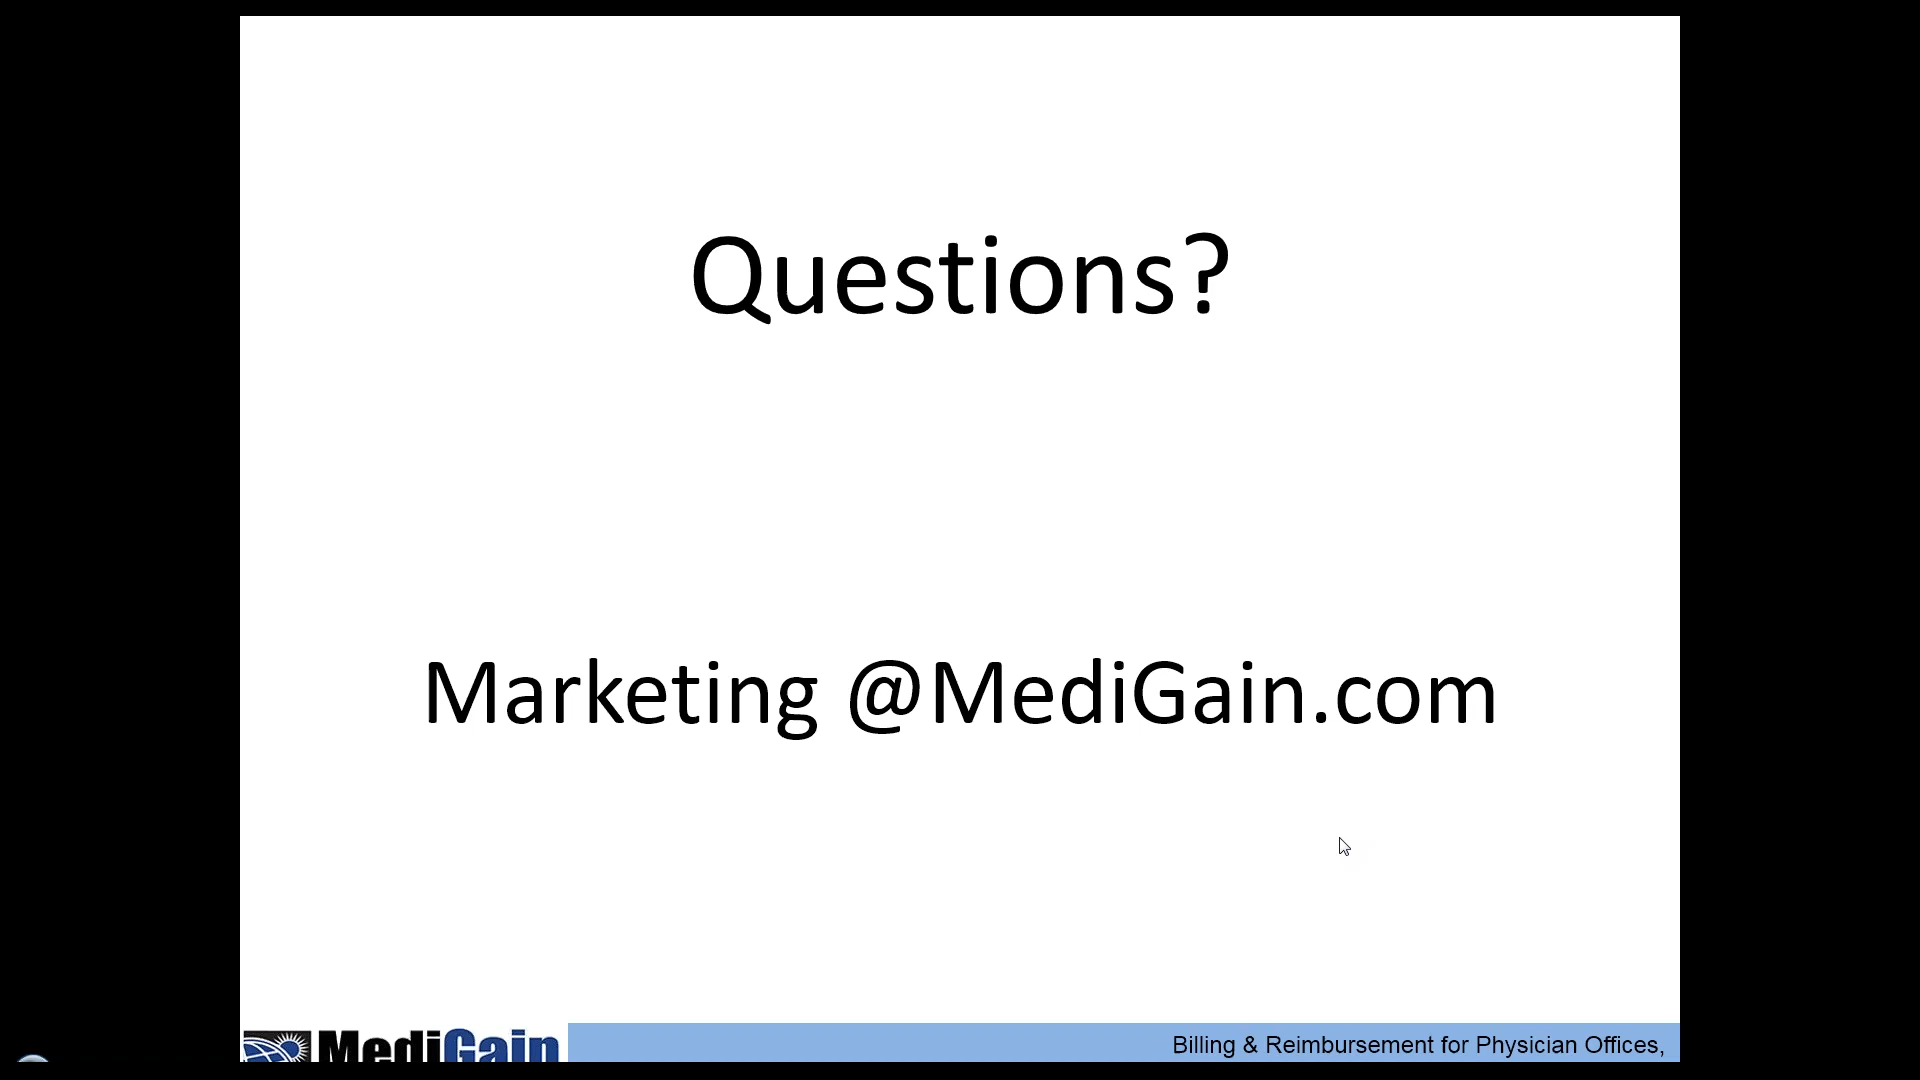 Questions?
Marketing @MediGain.com
MediGain
Billing & Reimbursement for Physician Offices,